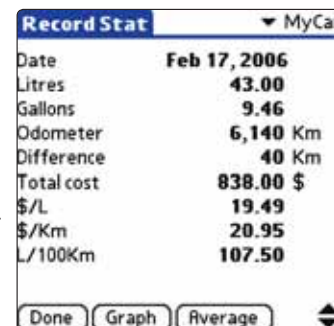 Record Stat MyCa
Date Feb 17, 2006
Litres 43.00
Gallons 9.46
Odometer 6,140 Km
Difference 40 Km
Total cost 838.00 $
$/L 19.49
$/Km 20.95
L/100Km 107.50
Done Graph Average